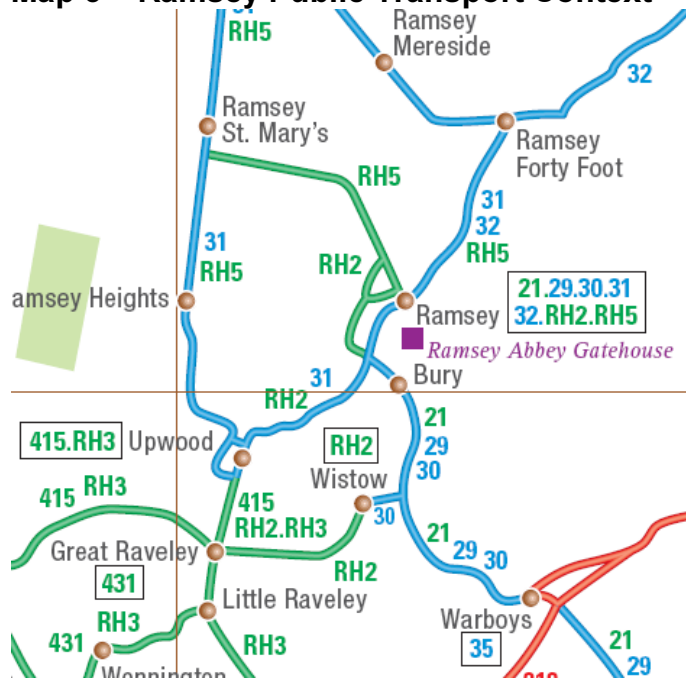 RH5
Ramsey
Mereside
32
Ramsey
St. Mary's
Ramsey
Forty Foot
RH5
31
32
RH5
31
RH5
RH2
amsey Heights
Ramsey
21.29.30.31
32.RH2.RH5
Ramsey Abbey Gatehouse
Bury
31
RH2
21
29
30
415.RH3
Upwood
RH2
Wistow
30
415
RH3
415
RH2.RH3
21
29
30
Great Raveley
RH2
431
Little Raveley
Warboys
35
RH3
431
RH3
21
29